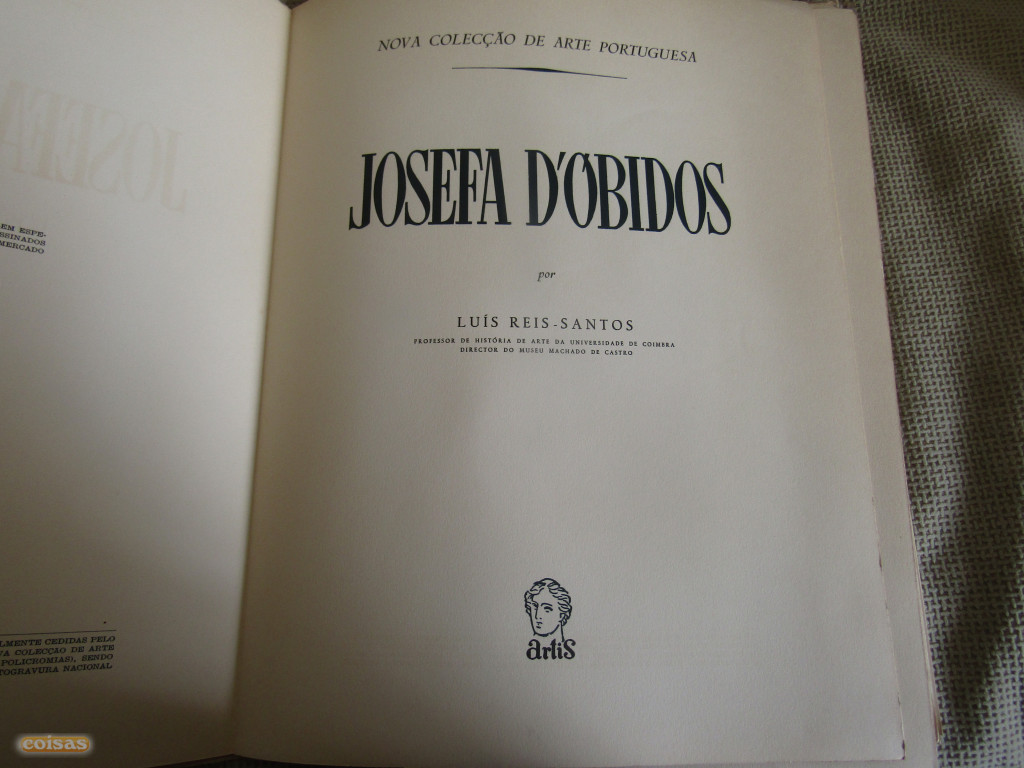 JOSEFA
EM ESPE-
SSINADOS
MERCADO
LMENTE CEDIDAS PELO
VA COLECÇÃO DE ARTE
POLICROMIAS), SENDO
TOGRAVURA NACIONAL
NOVA COLECÇÃO DE ARTE PORTUGUESA
JOSEFA D'ÓBIDOS
por
LUÍS REIS-SANTOS
PROFESSOR DE HISTÓRIA DE ARTE DA UNIVERSIDADE DE COIMBRA
DIRECTOR DO MUSEU MACHADO DE CASTRO
artis
coisas